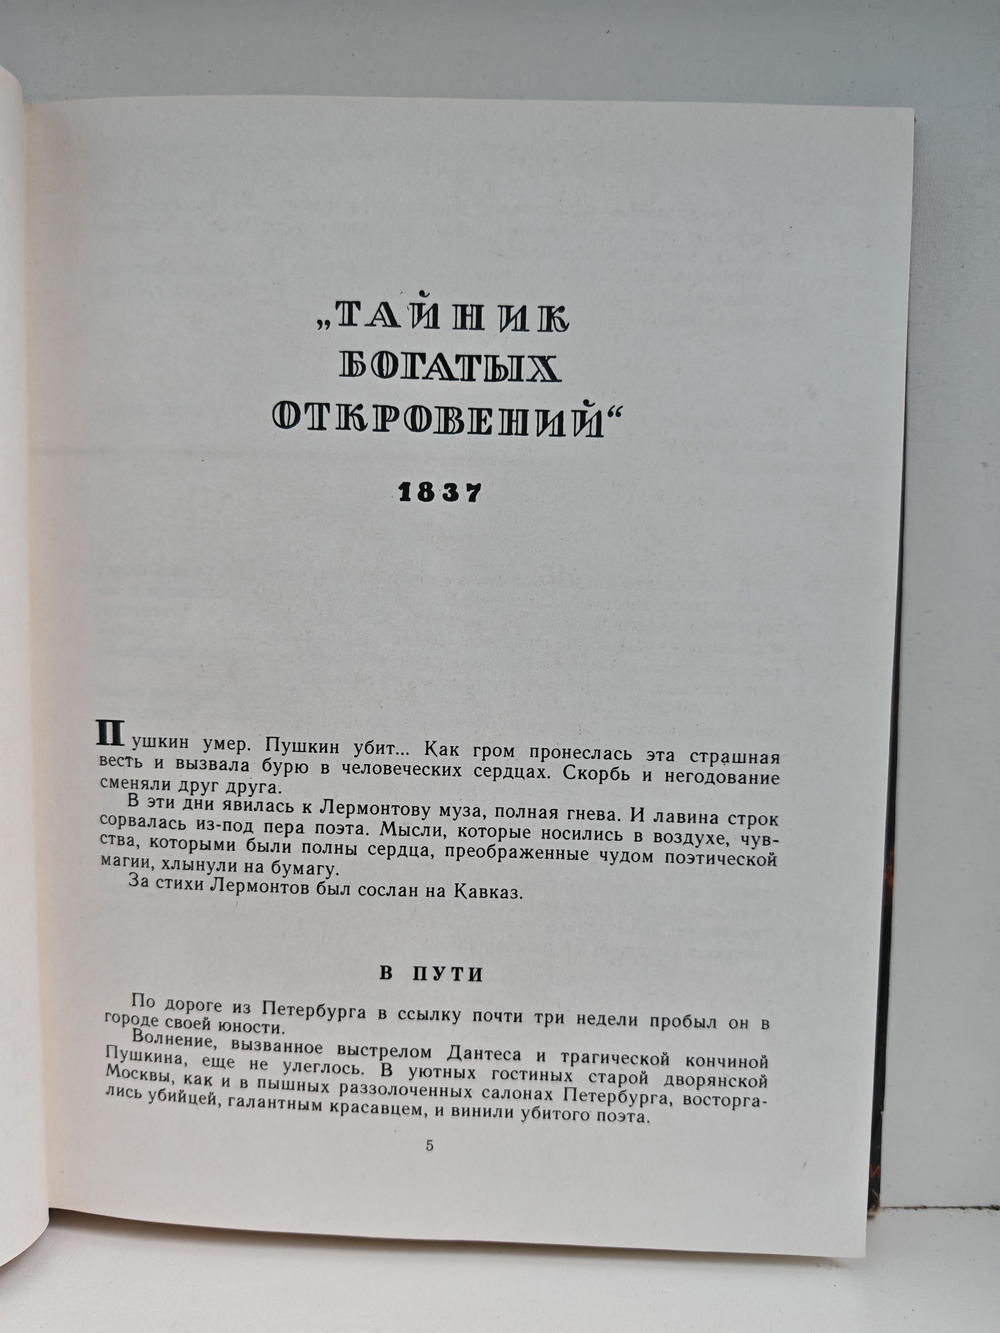 „ТАЙНИК
БОГАТЫХ
ОТКРОВЕНИЙ“
1837
Пушкин умер. Пушкин убит... Как гром пронеслась эта страшная
весть и вызвала бурю в человеческих сердцах. Скорбь и негодование
сменяли друг друга.
В эти дни явилась к Лермонтову муза, полная гнева. И лавина строк
сорвалась из-под пера поэта. Мысли, которые носились в воздухе, чув-
ства, которыми были полны сердца, преображенные чудом поэтической
магии, хлынули на бумагу.
За стихи Лермонтов был сослан на Кавказ.
В ПУТИ
По дороге из Петербурга в ссылку почти три недели пробыл он в
городе своей юности.
Волнение, вызванное выстрелом Дантеса и трагической кончиной
Пушкина, еще не улеглось. В уютных гостиных старой дворянской
Москвы, как и в пышных раззолоченных салонах Петербурга, восторга-
лись убийцей, галантным красавцем, и винили убитого поэта.
5